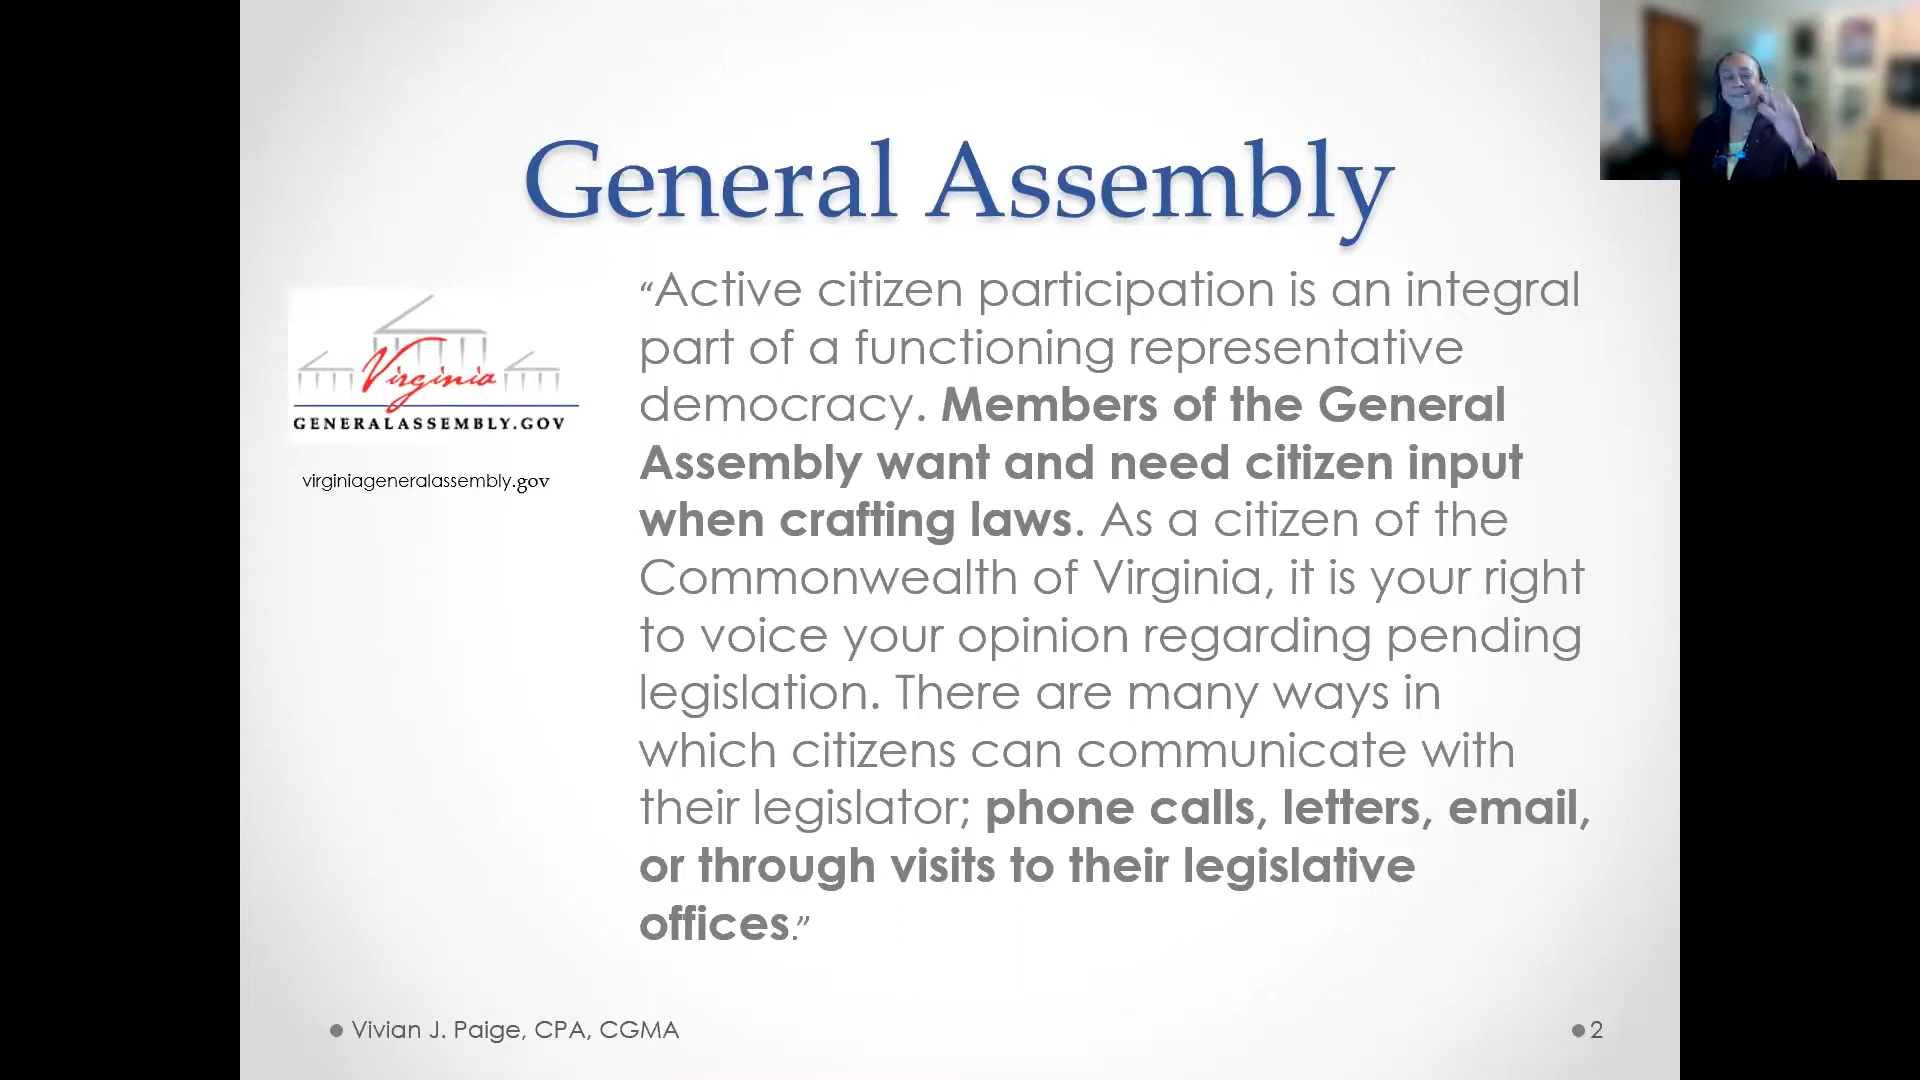 General Assembly
Virginia
GENERALASSEMBLY.GOV
virginiageneralassembly.gov
“Active citizen participation is an integral
part of a functioning representative
democracy. Members of the General
Assembly want and need citizen input
when crafting laws. As a citizen of the
Commonwealth of Virginia, it is your right
to voice your opinion regarding pending
legislation. There are many ways in
which citizens can communicate with
their legislator; phone calls, letters, email,
or through visits to their legislative
offices.”
Vivian J. Paige, CPA, CGMA
2